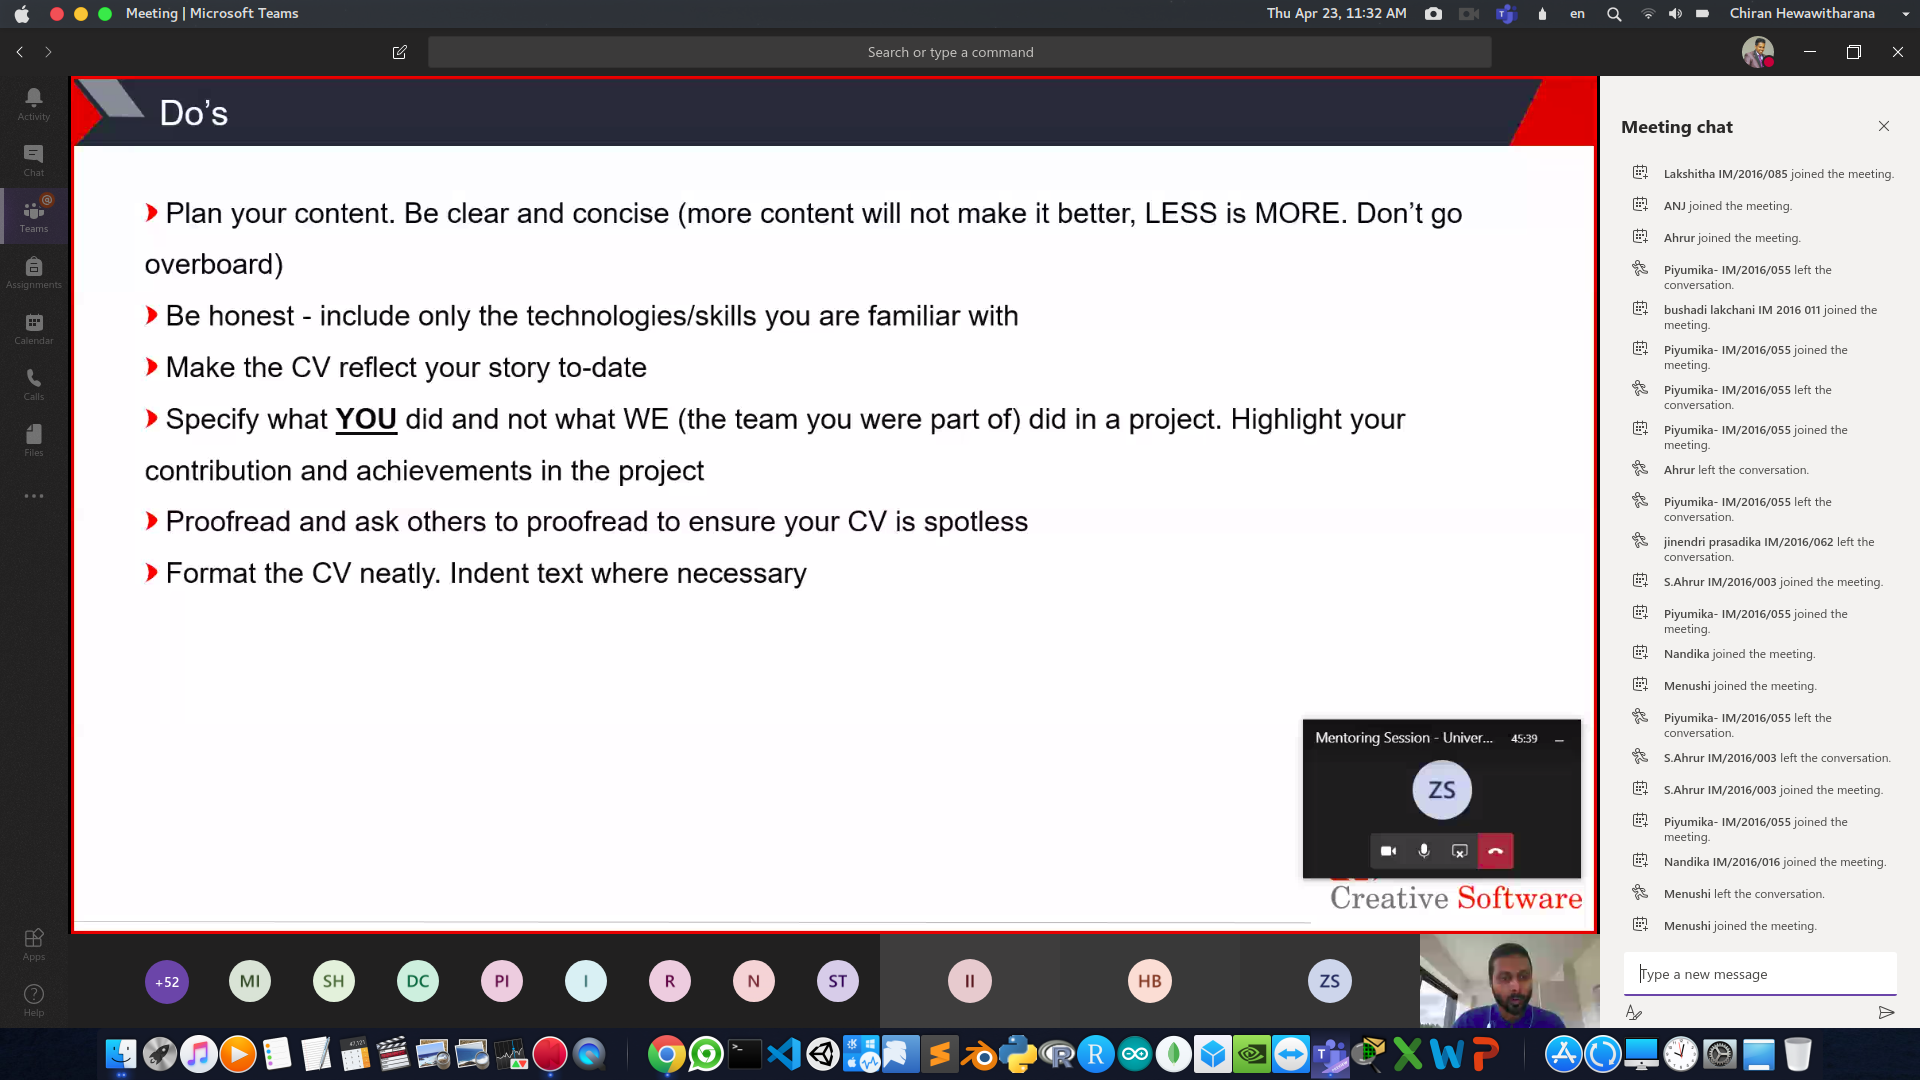 Meeting | Microsoft Teams
Thu Apr 23, 11:32 AM
en
Chiran Hewawitharana
Search or type a command
Activity
Chat
Teams
Assignments
Calendar
Calls
Files
Apps
Help
Do’s
Plan your content. Be clear and concise (more content will not make it better, LESS is MORE. Don’t go
overboard)
Be honest - include only the technologies/skills you are familiar with
Make the CV reflect your story to-date
Specify what YOU did and not what WE (the team you were part of) did in a project. Highlight your
contribution and achievements in the project
Proofread and ask others to proofread to ensure your CV is spotless
Format the CV neatly. Indent text where necessary
Mentoring Session - Univer... 45:39
ZS
Creative Software
+52
MI
SH
DC
PI
I
R
N
ST
II
HB
ZS
Meeting chat
Lakshitha IM/2016/085 joined the meeting.
ANJ joined the meeting.
Ahrur joined the meeting.
Piyumika- IM/2016/055 left the
conversation.
bushadi lakchani IM 2016 011 joined the
meeting.
Piyumika- IM/2016/055 joined the
meeting.
Piyumika- IM/2016/055 left the
conversation.
Piyumika- IM/2016/055 joined the
meeting.
Ahrur left the conversation.
Piyumika- IM/2016/055 left the
conversation.
jinendri prasadika IM/2016/062 left the
conversation.
S.Ahrur IM/2016/003 joined the meeting.
Piyumika- IM/2016/055 joined the
meeting.
Nandika joined the meeting.
Menushi joined the meeting.
Piyumika- IM/2016/055 left the
conversation.
S.Ahrur IM/2016/003 left the conversation.
S.Ahrur IM/2016/003 joined the meeting.
Piyumika- IM/2016/055 joined the
meeting.
Nandika IM/2016/016 joined the meeting.
Menushi left the conversation.
Menushi joined the meeting.
Type a new message